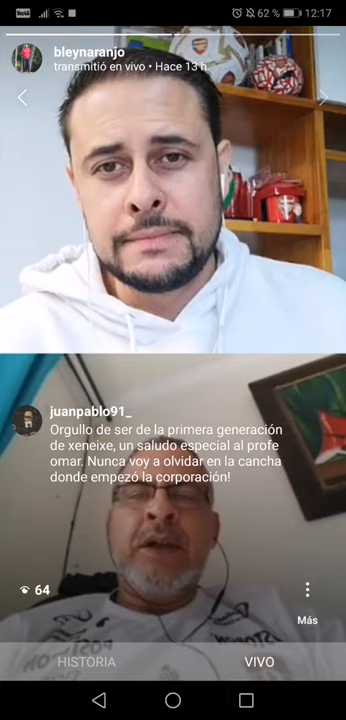 62 %
12:17
bleynaranjo
transmitió en vivo • Hace 13 h
juanpablo91_
Orgullo de ser de la primera generación
de xeneixe, un saludo especial al profe
omar. Nunca voy a olvidar en la cancha
donde empezó la corporación!
64
Más
HISTORIA
VIVO